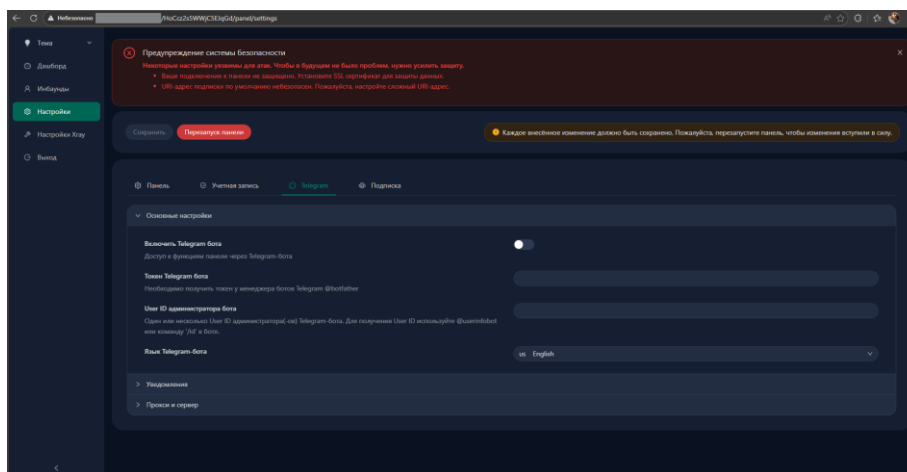 Небезопасно
/HoCcz2x5WWjC5EJqGd/panel/settings
Тема
Дашборд
Инбаунды
Настройки
Настройки Xray
Выход
Предупреждение системы безопасности
Некоторые настройки уязвимы для атак. Чтобы в будущем не было проблем, нужно усилить защиту.
Ваше подключение к панели не защищено. Установите SSL сертификат для защиты данных.
URI-адрес подписки по умолчанию небезопасен. Пожалуйста, настройте сложный URI-адрес.
Сохранить
Перезапуск панели
Каждое внесённое изменение должно быть сохранено. Пожалуйста, перезапустите панель, чтобы изменения вступили в силу.
Панель
Учетная запись
Telegram
Подписка
Основные настройки
Включить Telegram бота
Доступ к функциям панели через Telegram-бота
Токен Telegram бота
Необходимо получить токен у менеджера ботов Telegram @botfather
User ID администратора бота
Один или несколько User ID администратора(-ов) Telegram-бота. Для получения User ID используйте @userinfobot
или команду '/id' в боте.
Язык Telegram-бота
us English
Уведомления
Прокси и сервер